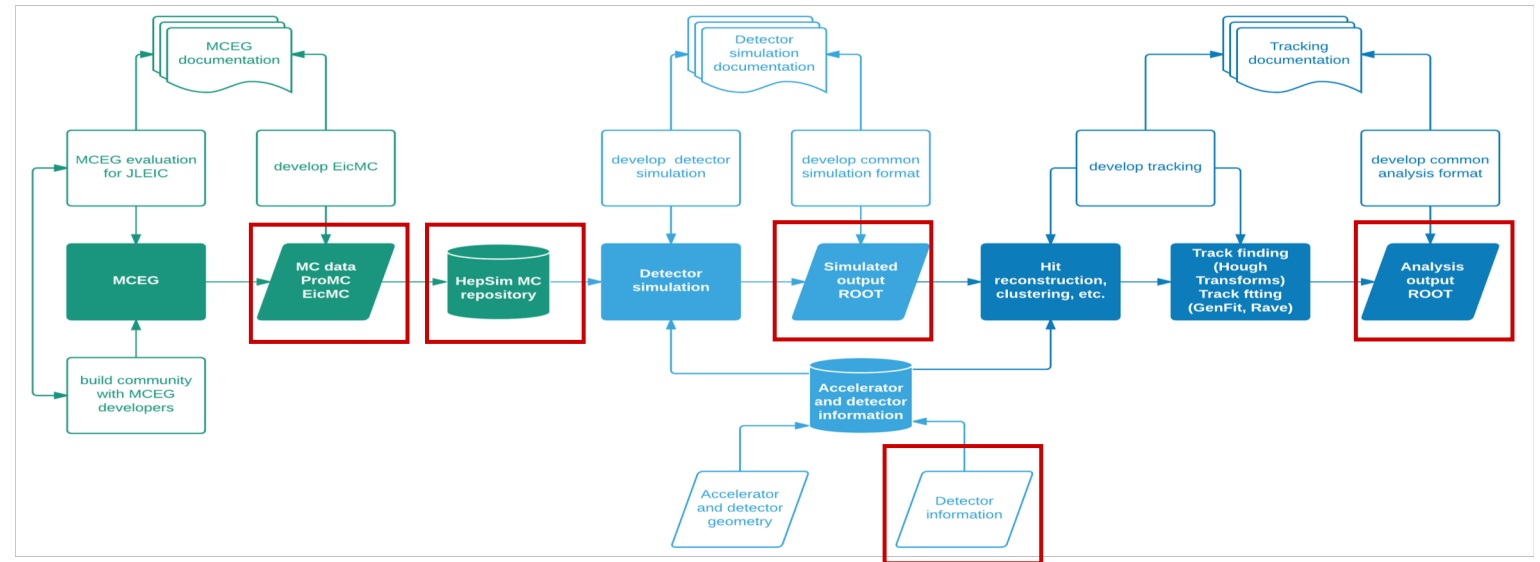 MCEG
documentation
Detector
simulation
documentation
Tracking
documentation
MCEG evaluation
for JLEIC
develop EicMC
develop detector
simulation
develop common
simulation format
develop tracking
develop common
analysis format
MCEG
MC data
ProMC
EicMC
HepSim MC
repository
Detector
simulation
Simulated
output
ROOT
Hit
reconstruction,
clustering, etc.
Track finding
(Hough
Transforms)
Track ftting
(GenFit, Rave)
Analysis
output
ROOT
build community
with MCEG
developers
Accelerator
and detector
information
Accelerator
and detector
geometry
Detector
information